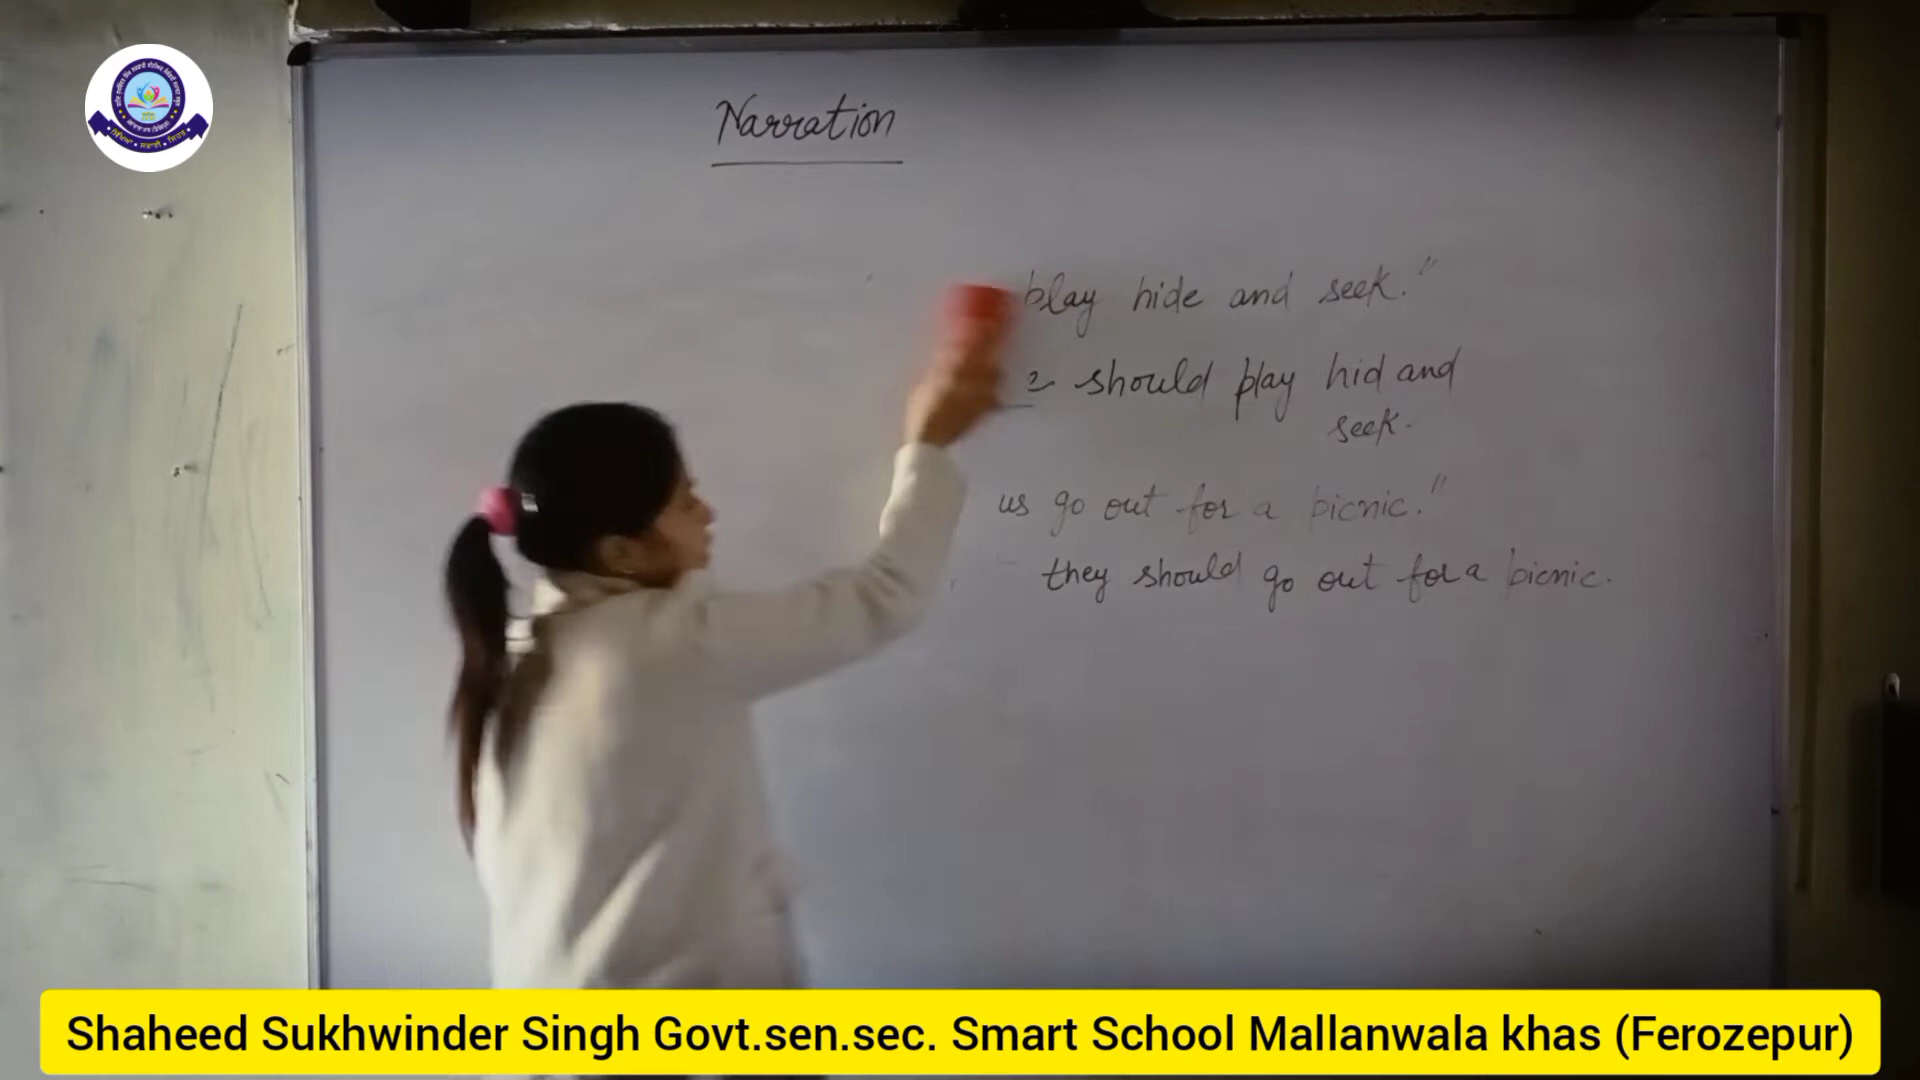 Narration
play hide and seek."
should play hid and
seek.
us go out for a picnic."
they should go out for a picnic.
Shaheed Sukhwinder Singh Govt.sen.sec. Smart School Mallanwala khas (Ferozepur)